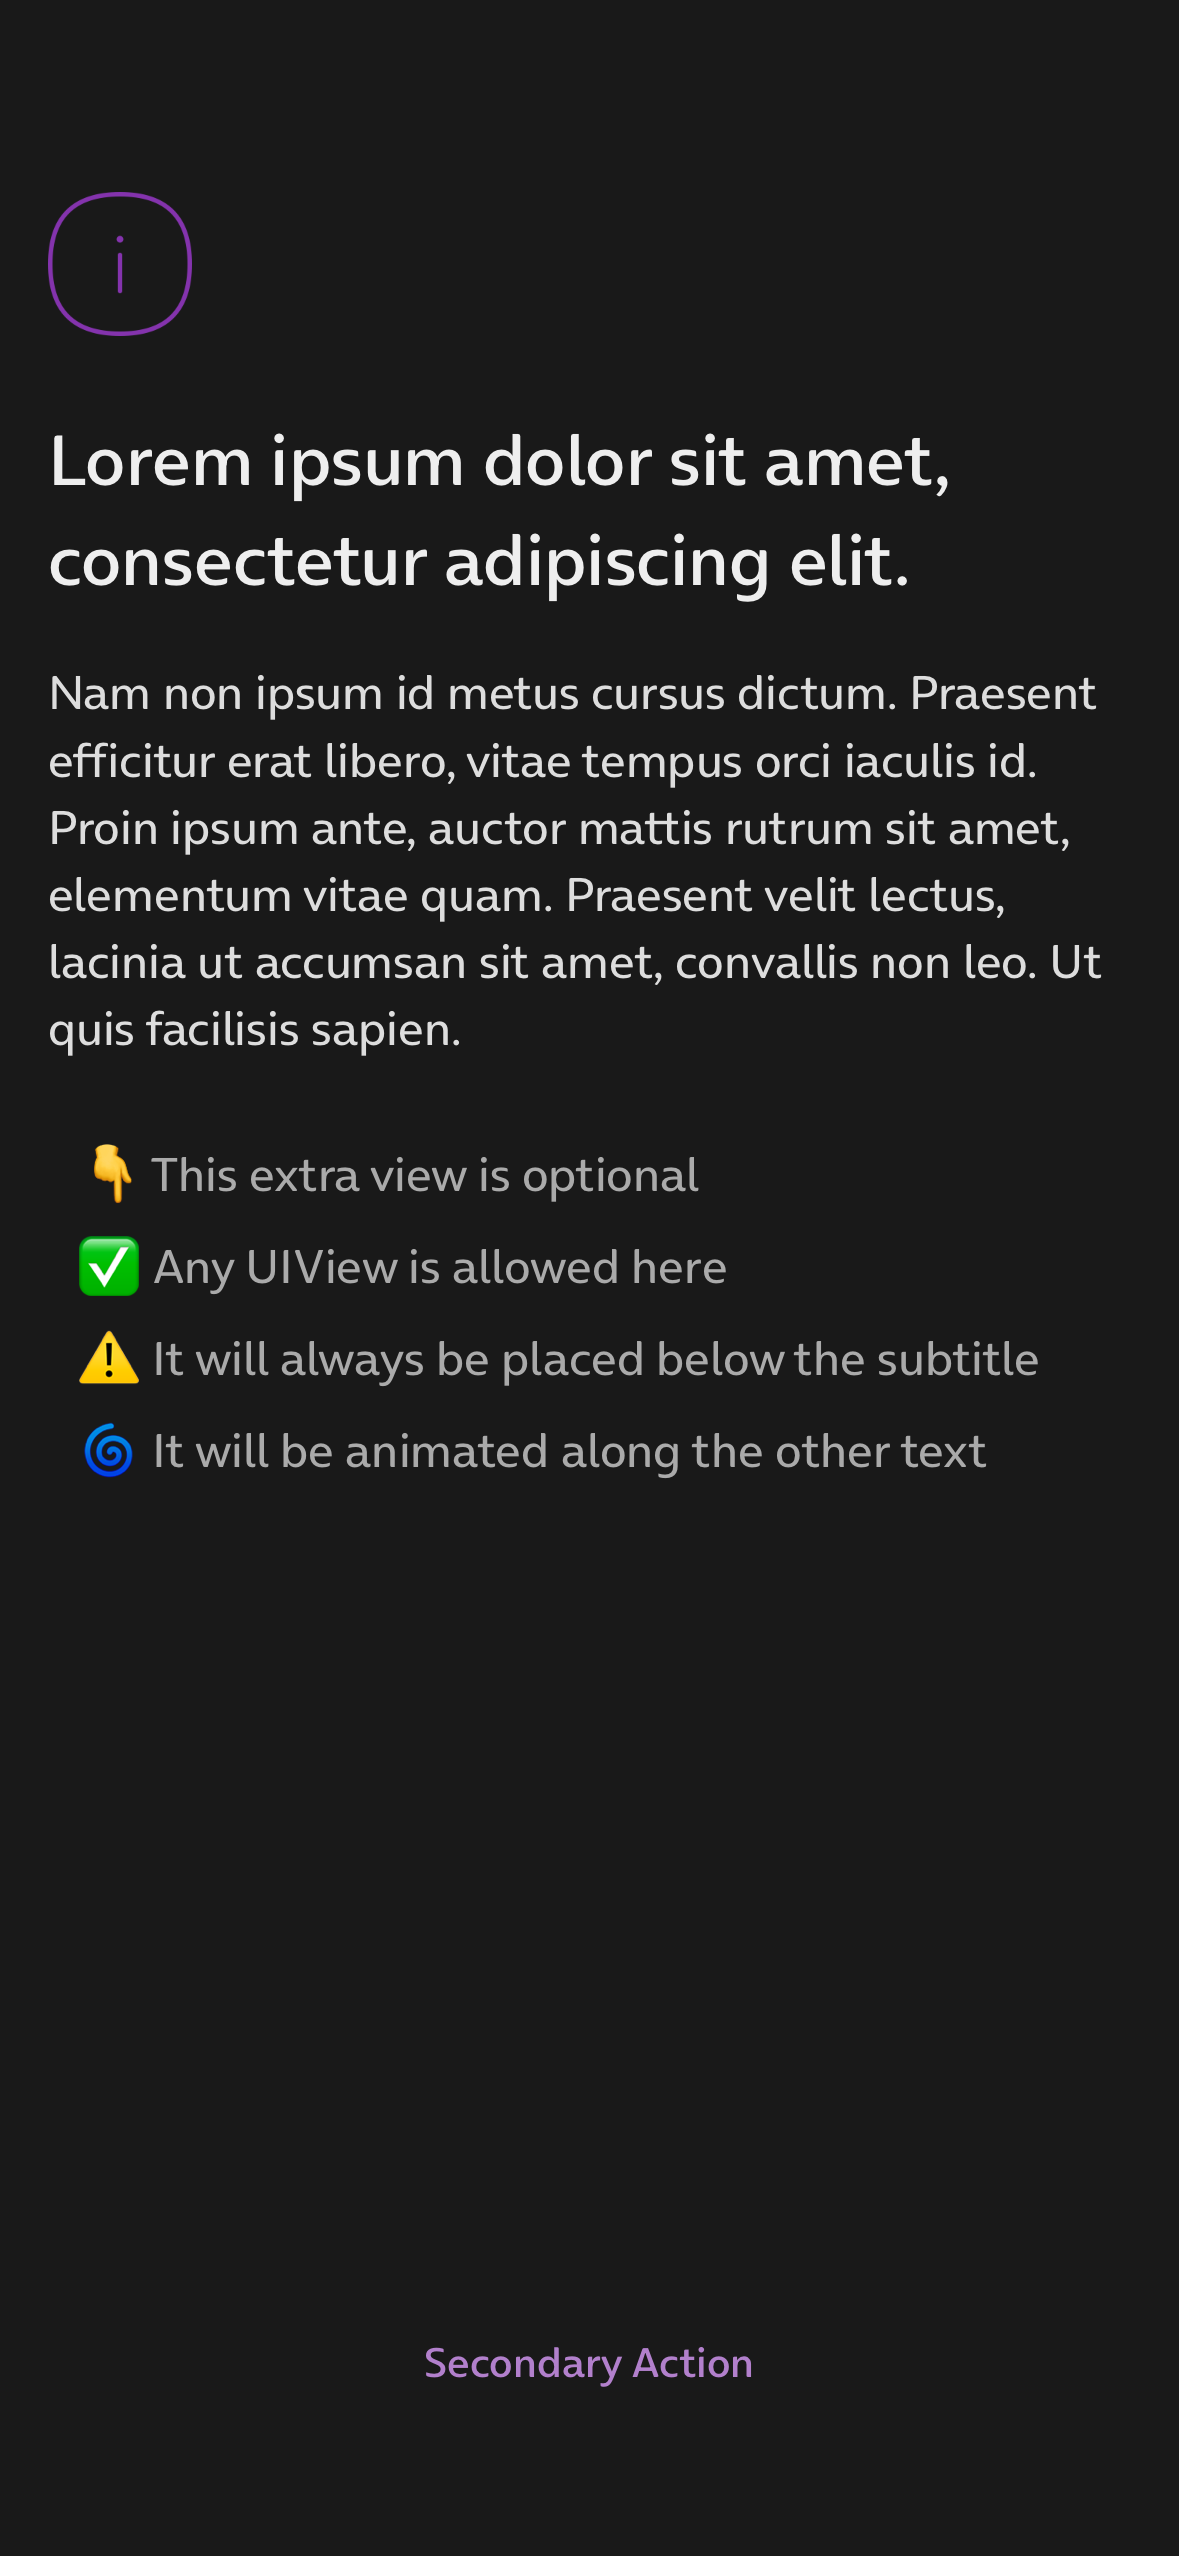 Lorem ipsum dolor sit amet,
consectetur adipiscing elit.
Nam non ipsum id metus cursus dictum. Praesent
efficitur erat libero, vitae tempus orci iaculis id.
Proin ipsum ante, auctor mattis rutrum sit amet,
elementum vitae quam. Praesent velit lectus,
lacinia ut accumsan sit amet, convallis non leo. Ut
quis facilisis sapien.
👇 This extra view is optional
✅ Any UIView is allowed here
⚠️ It will always be placed below the subtitle
🌀 It will be animated along the other text
Secondary Action